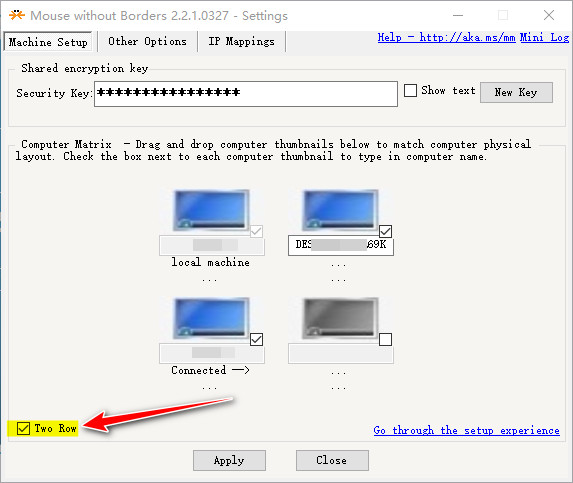 Mouse without Borders 2.2.1.0327 - Settings
Machine Setup Other Options IP Mappings Help - http://aka.ms/mm Mini Log
Shared encryption key
Security Key: **************** Show text New Key
Computer Matrix - Drag and drop computer thumbnails below to match computer physical
layout. Check the box next to each computer thumbnail to type in computer name.
local machine ...
... ...
Connected -> ...
... ...
Two Row Go through the setup experience
Apply Close